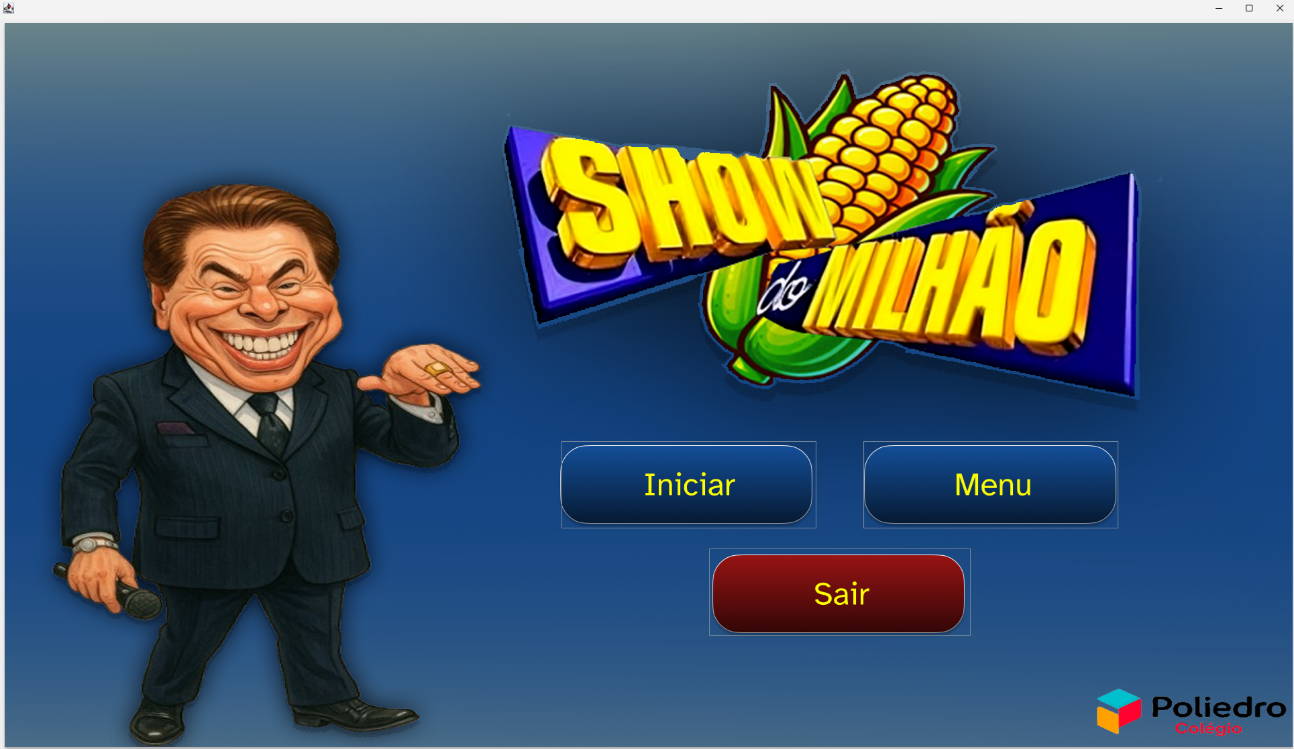 SHOW
do MILHÃO
Iniciar
Menu
Sair
Poliedro
Colégio